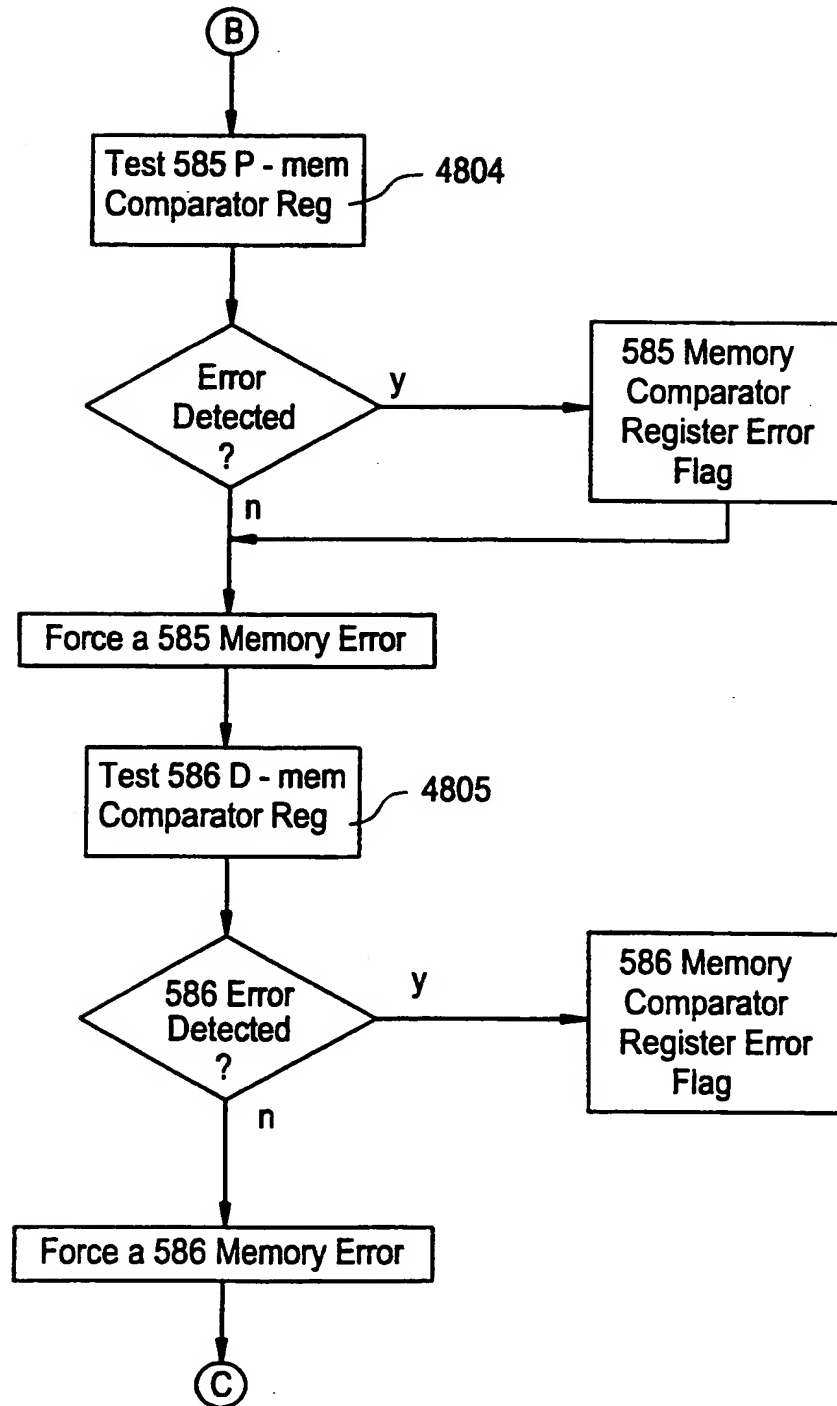 B
Test 585 P - mem
Comparator Reg
4804
Error
Detected
?
y
n
585 Memory
Comparator
Register Error
Flag
Force a 585 Memory Error
Test 586 D - mem
Comparator Reg
4805
586 Error
Detected
?
y
n
586 Memory
Comparator
Register Error
Flag
Force a 586 Memory Error
C